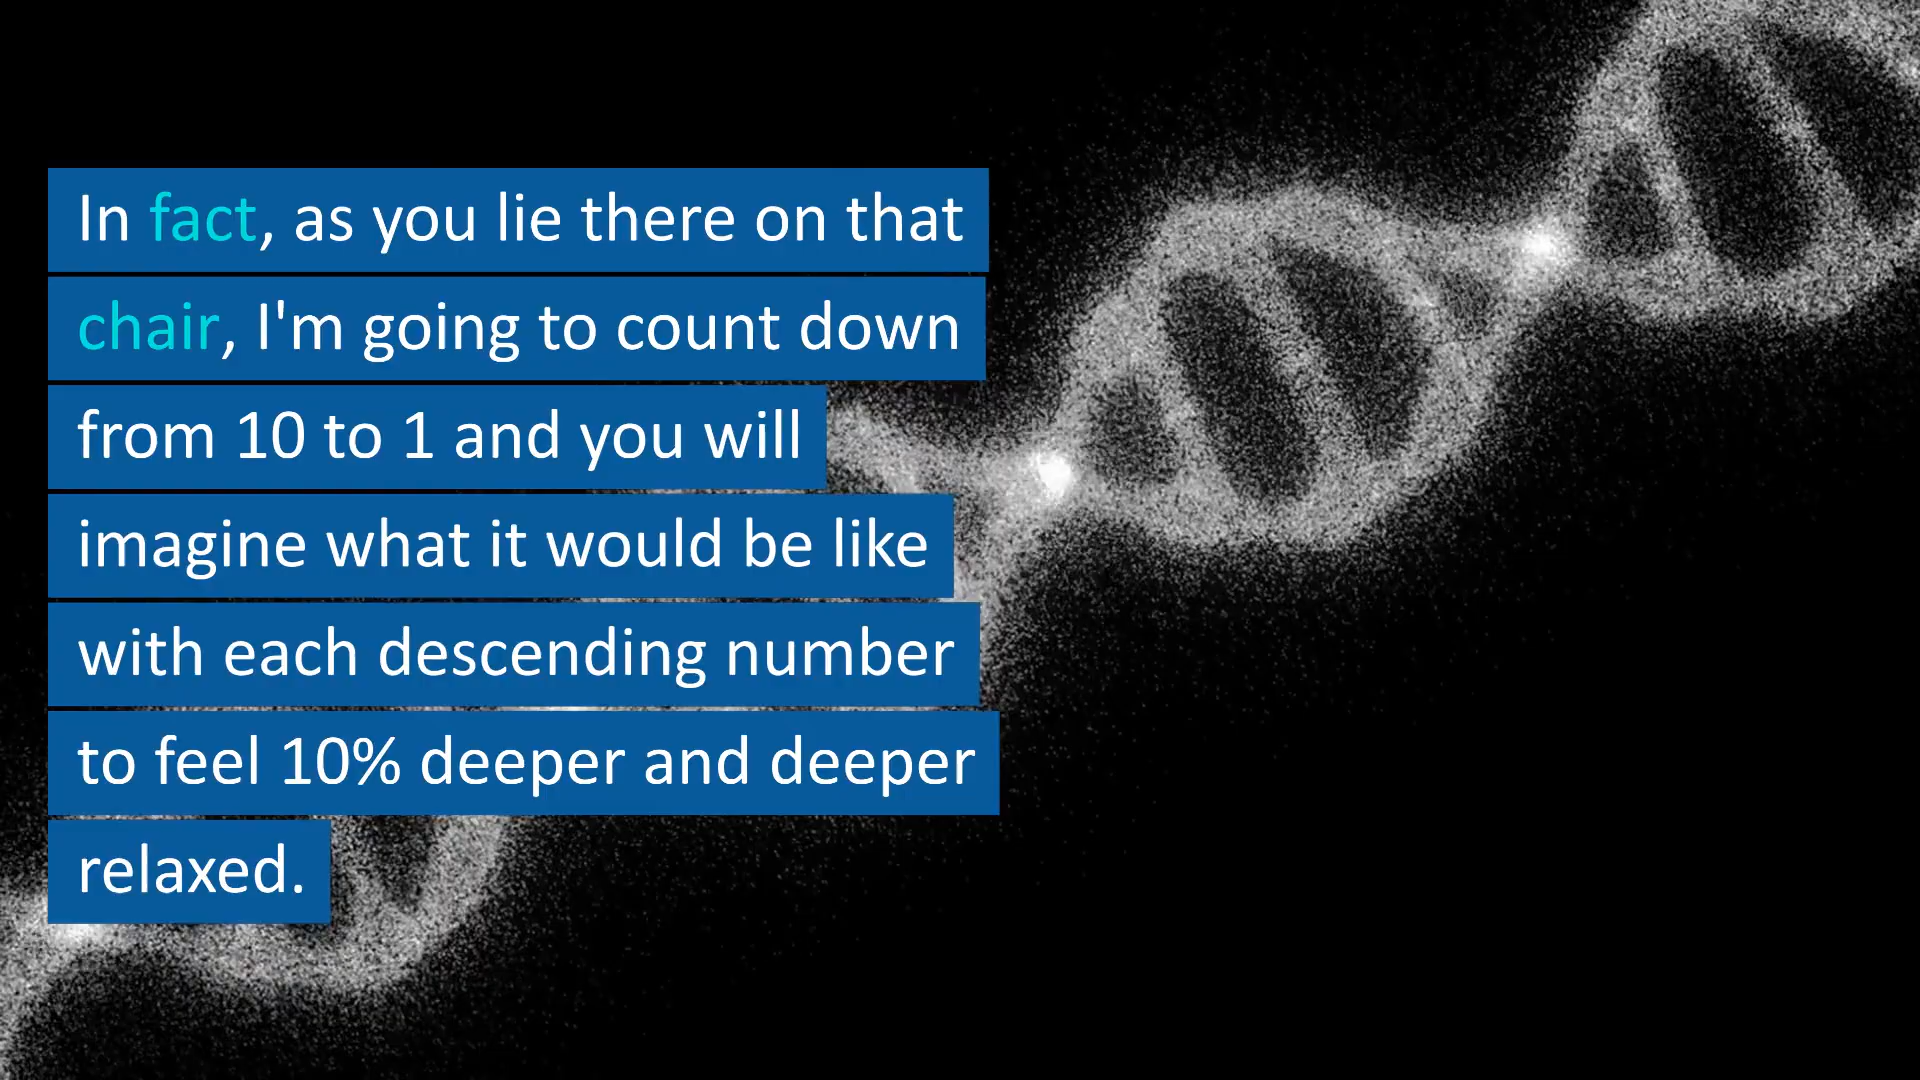 In fact, as you lie there on that
chair, I'm going to count down
from 10 to 1 and you will
imagine what it would be like
with each descending number
to feel 10% deeper and deeper
relaxed.